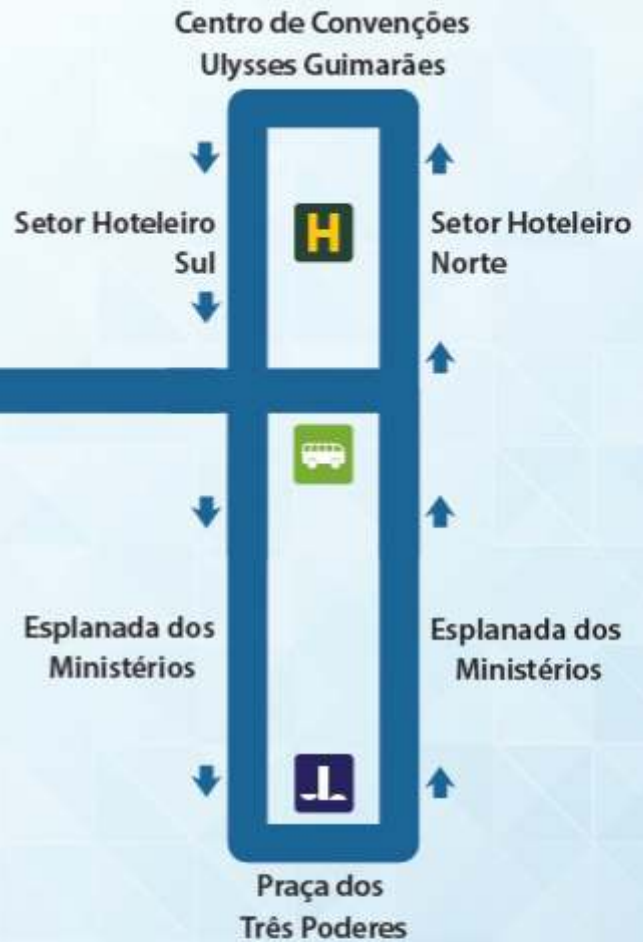 Centro de Convenções
Ulysses Guimarães
Setor Hoteleiro
Sul
H
Setor Hoteleiro
Norte
Esplanada dos
Ministérios
Esplanada dos
Ministérios
Praça dos
Três Poderes